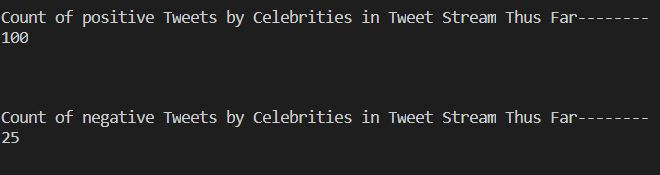 Count of positive Tweets by Celebrities in Tweet Stream Thus Far--------
100
Count of negative Tweets by Celebrities in Tweet Stream Thus Far--------
25